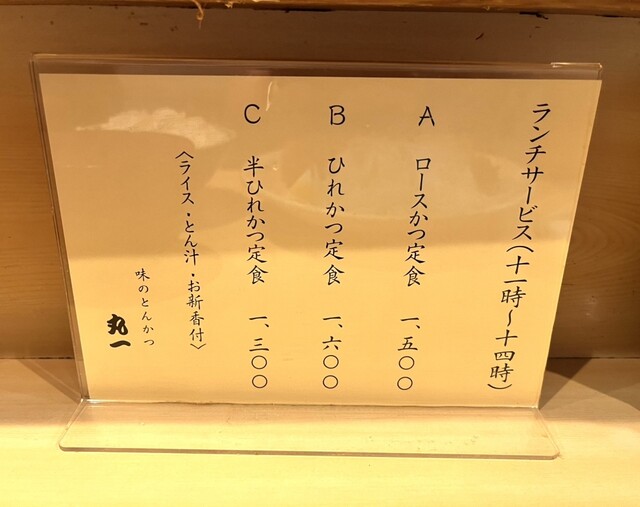 ランチサービス(十一時〜十四時)
A ロースかつ定食 一、五〇〇
B ひれかつ定食 一、六〇〇
C 半ひれかつ定食 一、三〇〇
〈ライス・とん汁・お新香付〉
味のとんかつ
丸一